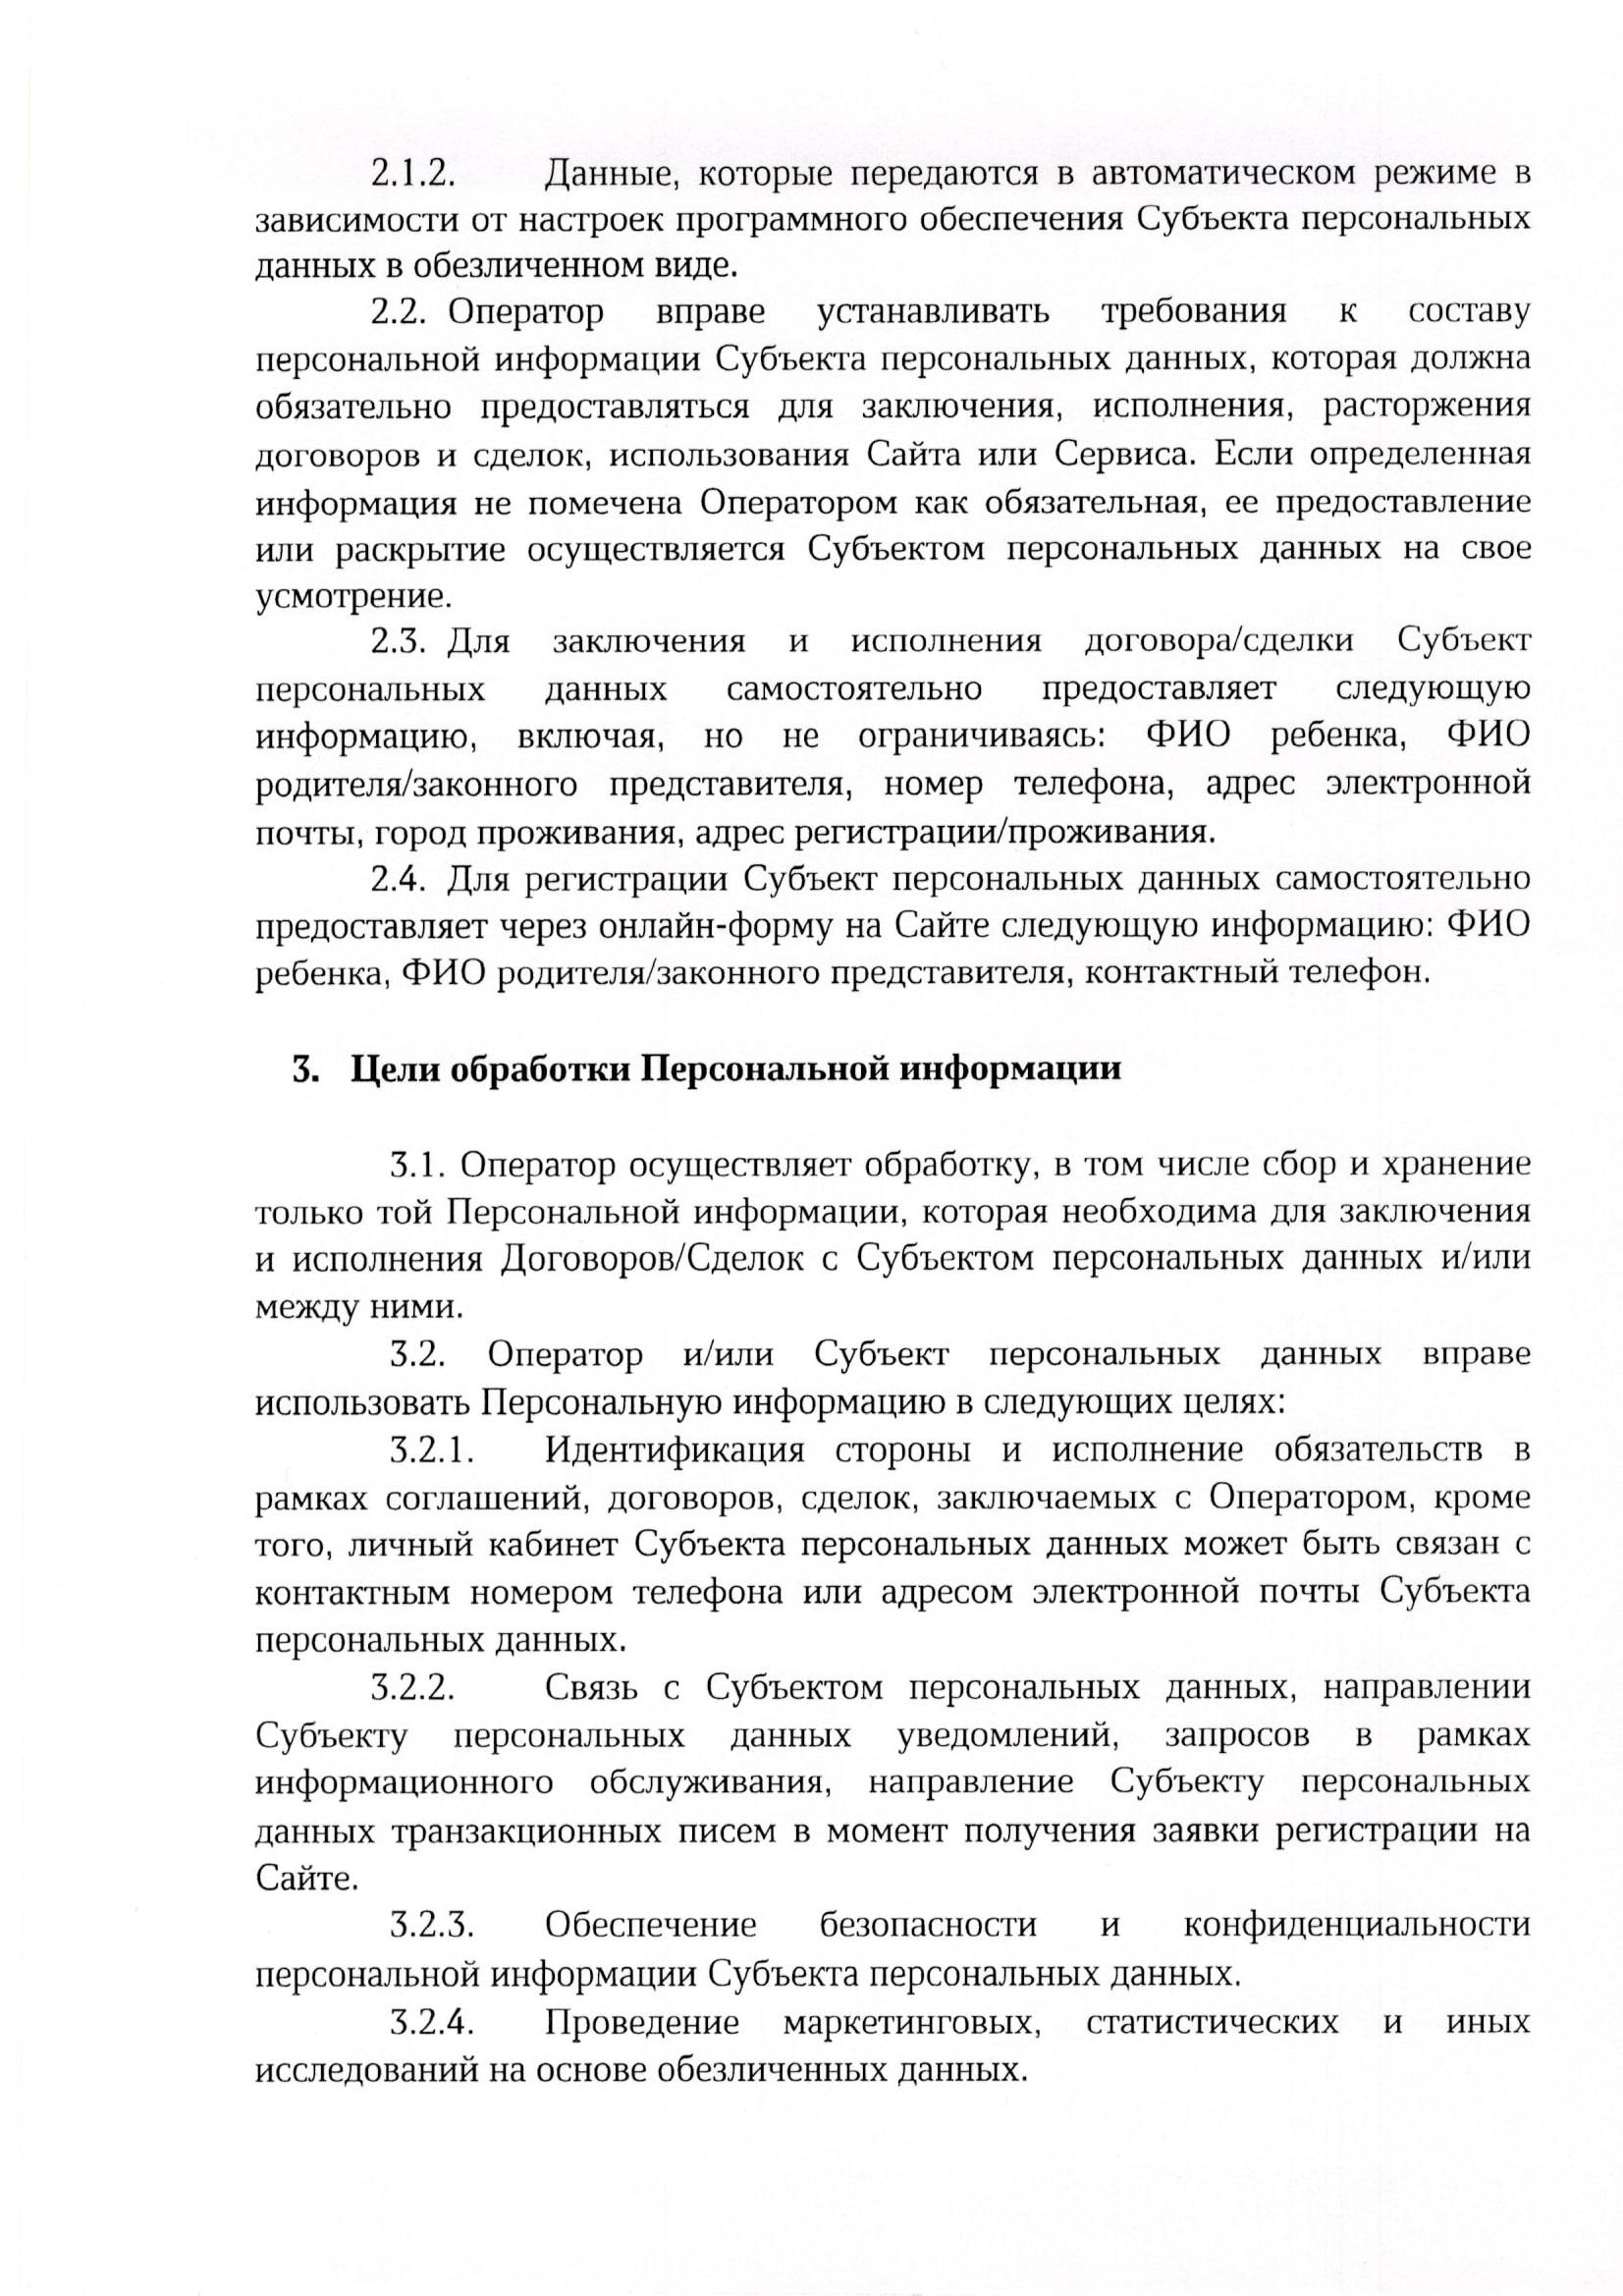 2.1.2. Данные, которые передаются в автоматическом режиме в
зависимости от настроек программного обеспечения Субъекта персональных
данных в обезличенном виде.
2.2. Оператор вправе устанавливать требования к составу
персональной информации Субъекта персональных данных, которая должна
обязательно предоставляться для заключения, исполнения, расторжения
договоров и сделок, использования Сайта или Сервиса. Если определенная
информация не помечена Оператором как обязательная, ее предоставление
или раскрытие осуществляется Субъектом персональных данных на свое
усмотрение.
2.3. Для заключения и исполнения договора/сделки Субъект
персональных данных самостоятельно предоставляет следующую
информацию, включая, но не ограничиваясь: ФИО ребенка, ФИО
родителя/законного представителя, номер телефона, адрес электронной
почты, город проживания, адрес регистрации/проживания.
2.4. Для регистрации Субъект персональных данных самостоятельно
предоставляет через онлайн-форму на Сайте следующую информацию: ФИО
ребенка, ФИО родителя/законного представителя, контактный телефон.
3. Цели обработки Персональной информации
3.1. Оператор осуществляет обработку, в том числе сбор и хранение
только той Персональной информации, которая необходима для заключения
и исполнения Договоров/Сделок с Субъектом персональных данных и/или
между ними.
3.2. Оператор и/или Субъект персональных данных вправе
использовать Персональную информацию в следующих целях:
3.2.1. Идентификация стороны и исполнение обязательств в
рамках соглашений, договоров, сделок, заключаемых с Оператором, кроме
того, личный кабинет Субъекта персональных данных может быть связан с
контактным номером телефона или адресом электронной почты Субъекта
персональных данных.
3.2.2. Связь с Субъектом персональных данных, направлении
Субъекту персональных данных уведомлений, запросов в рамках
информационного обслуживания, направление Субъекту персональных
данных транзакционных писем в момент получения заявки регистрации на
Сайте.
3.2.3. Обеспечение безопасности и конфиденциальности
персональной информации Субъекта персональных данных.
3.2.4. Проведение маркетинговых, статистических и иных
исследований на основе обезличенных данных.